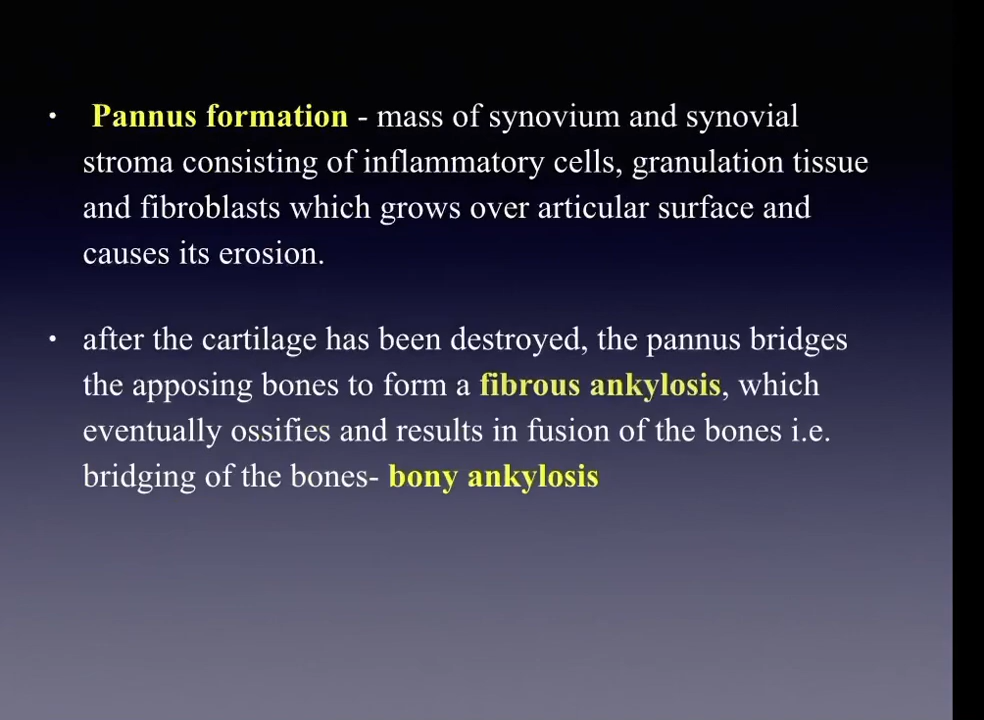 • Pannus formation - mass of synovium and synovial
stroma consisting of inflammatory cells, granulation tissue
and fibroblasts which grows over articular surface and
causes its erosion.
• after the cartilage has been destroyed, the pannus bridges
the apposing bones to form a fibrous ankylosis, which
eventually ossifies and results in fusion of the bones i.e.
bridging of the bones- bony ankylosis